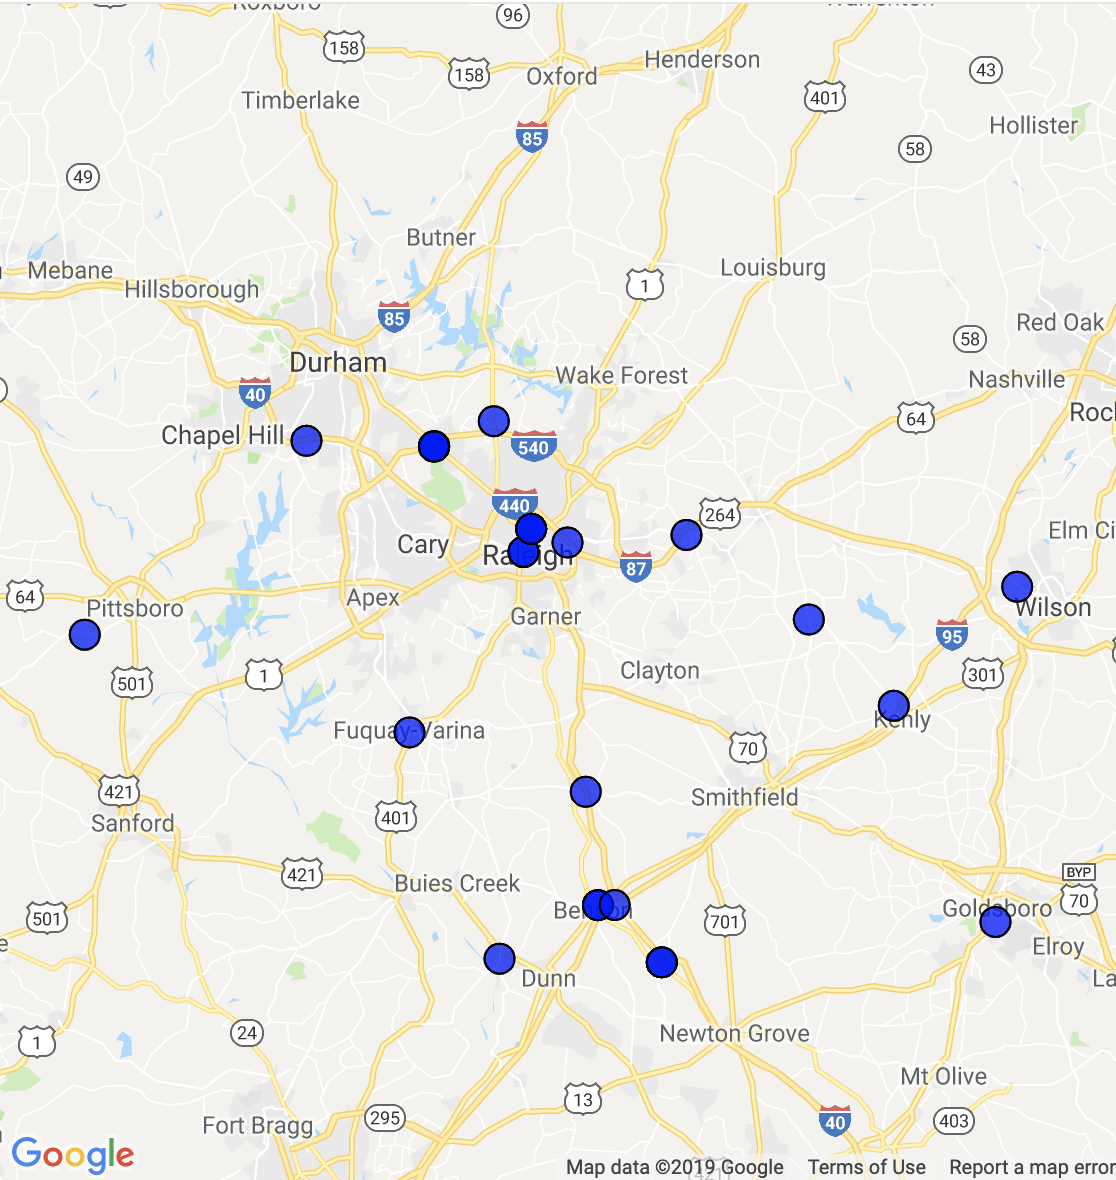 Roxboro
96
Warrenton
158
158
Oxford
Henderson
43
Timberlake
401
85
Hollister
58
49
Butner
Mebane
Louisburg
Hillsborough
1
85
Red Oak
58
Durham
Wake Forest
Nashville
40
64
Chapel Hill
540
440
264
Cary
Raleigh
Elm Ci
87
64
Pittsboro
Apex
Garner
Wilson
95
Clayton
501
1
301
Kenly
Fuquay-Varina
70
421
Smithfield
401
Sanford
421
BYP
Buies Creek
70
501
701
Goldsboro
Elroy
Dunn
La
24
Newton Grove
1
Mt Olive
13
295
403
Fort Bragg
40
Google
Map data ©2019 Google
Terms of Use
Report a map error
421